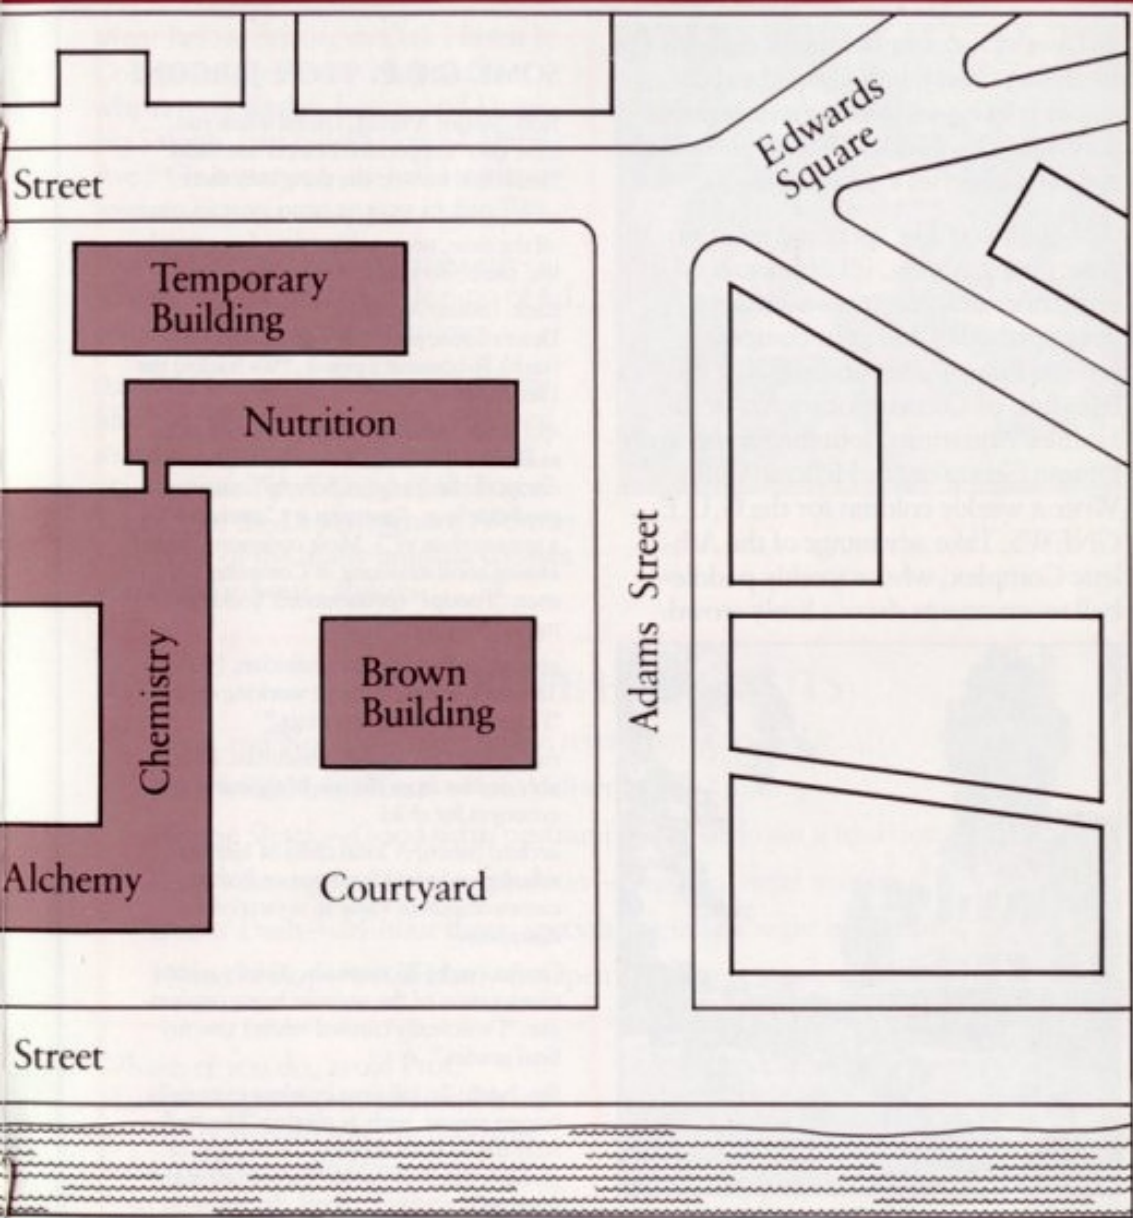 Edwards
Square
Street
Temporary
Building
Nutrition
Adams Street
Chemistry
Brown
Building
Alchemy
Courtyard
Street